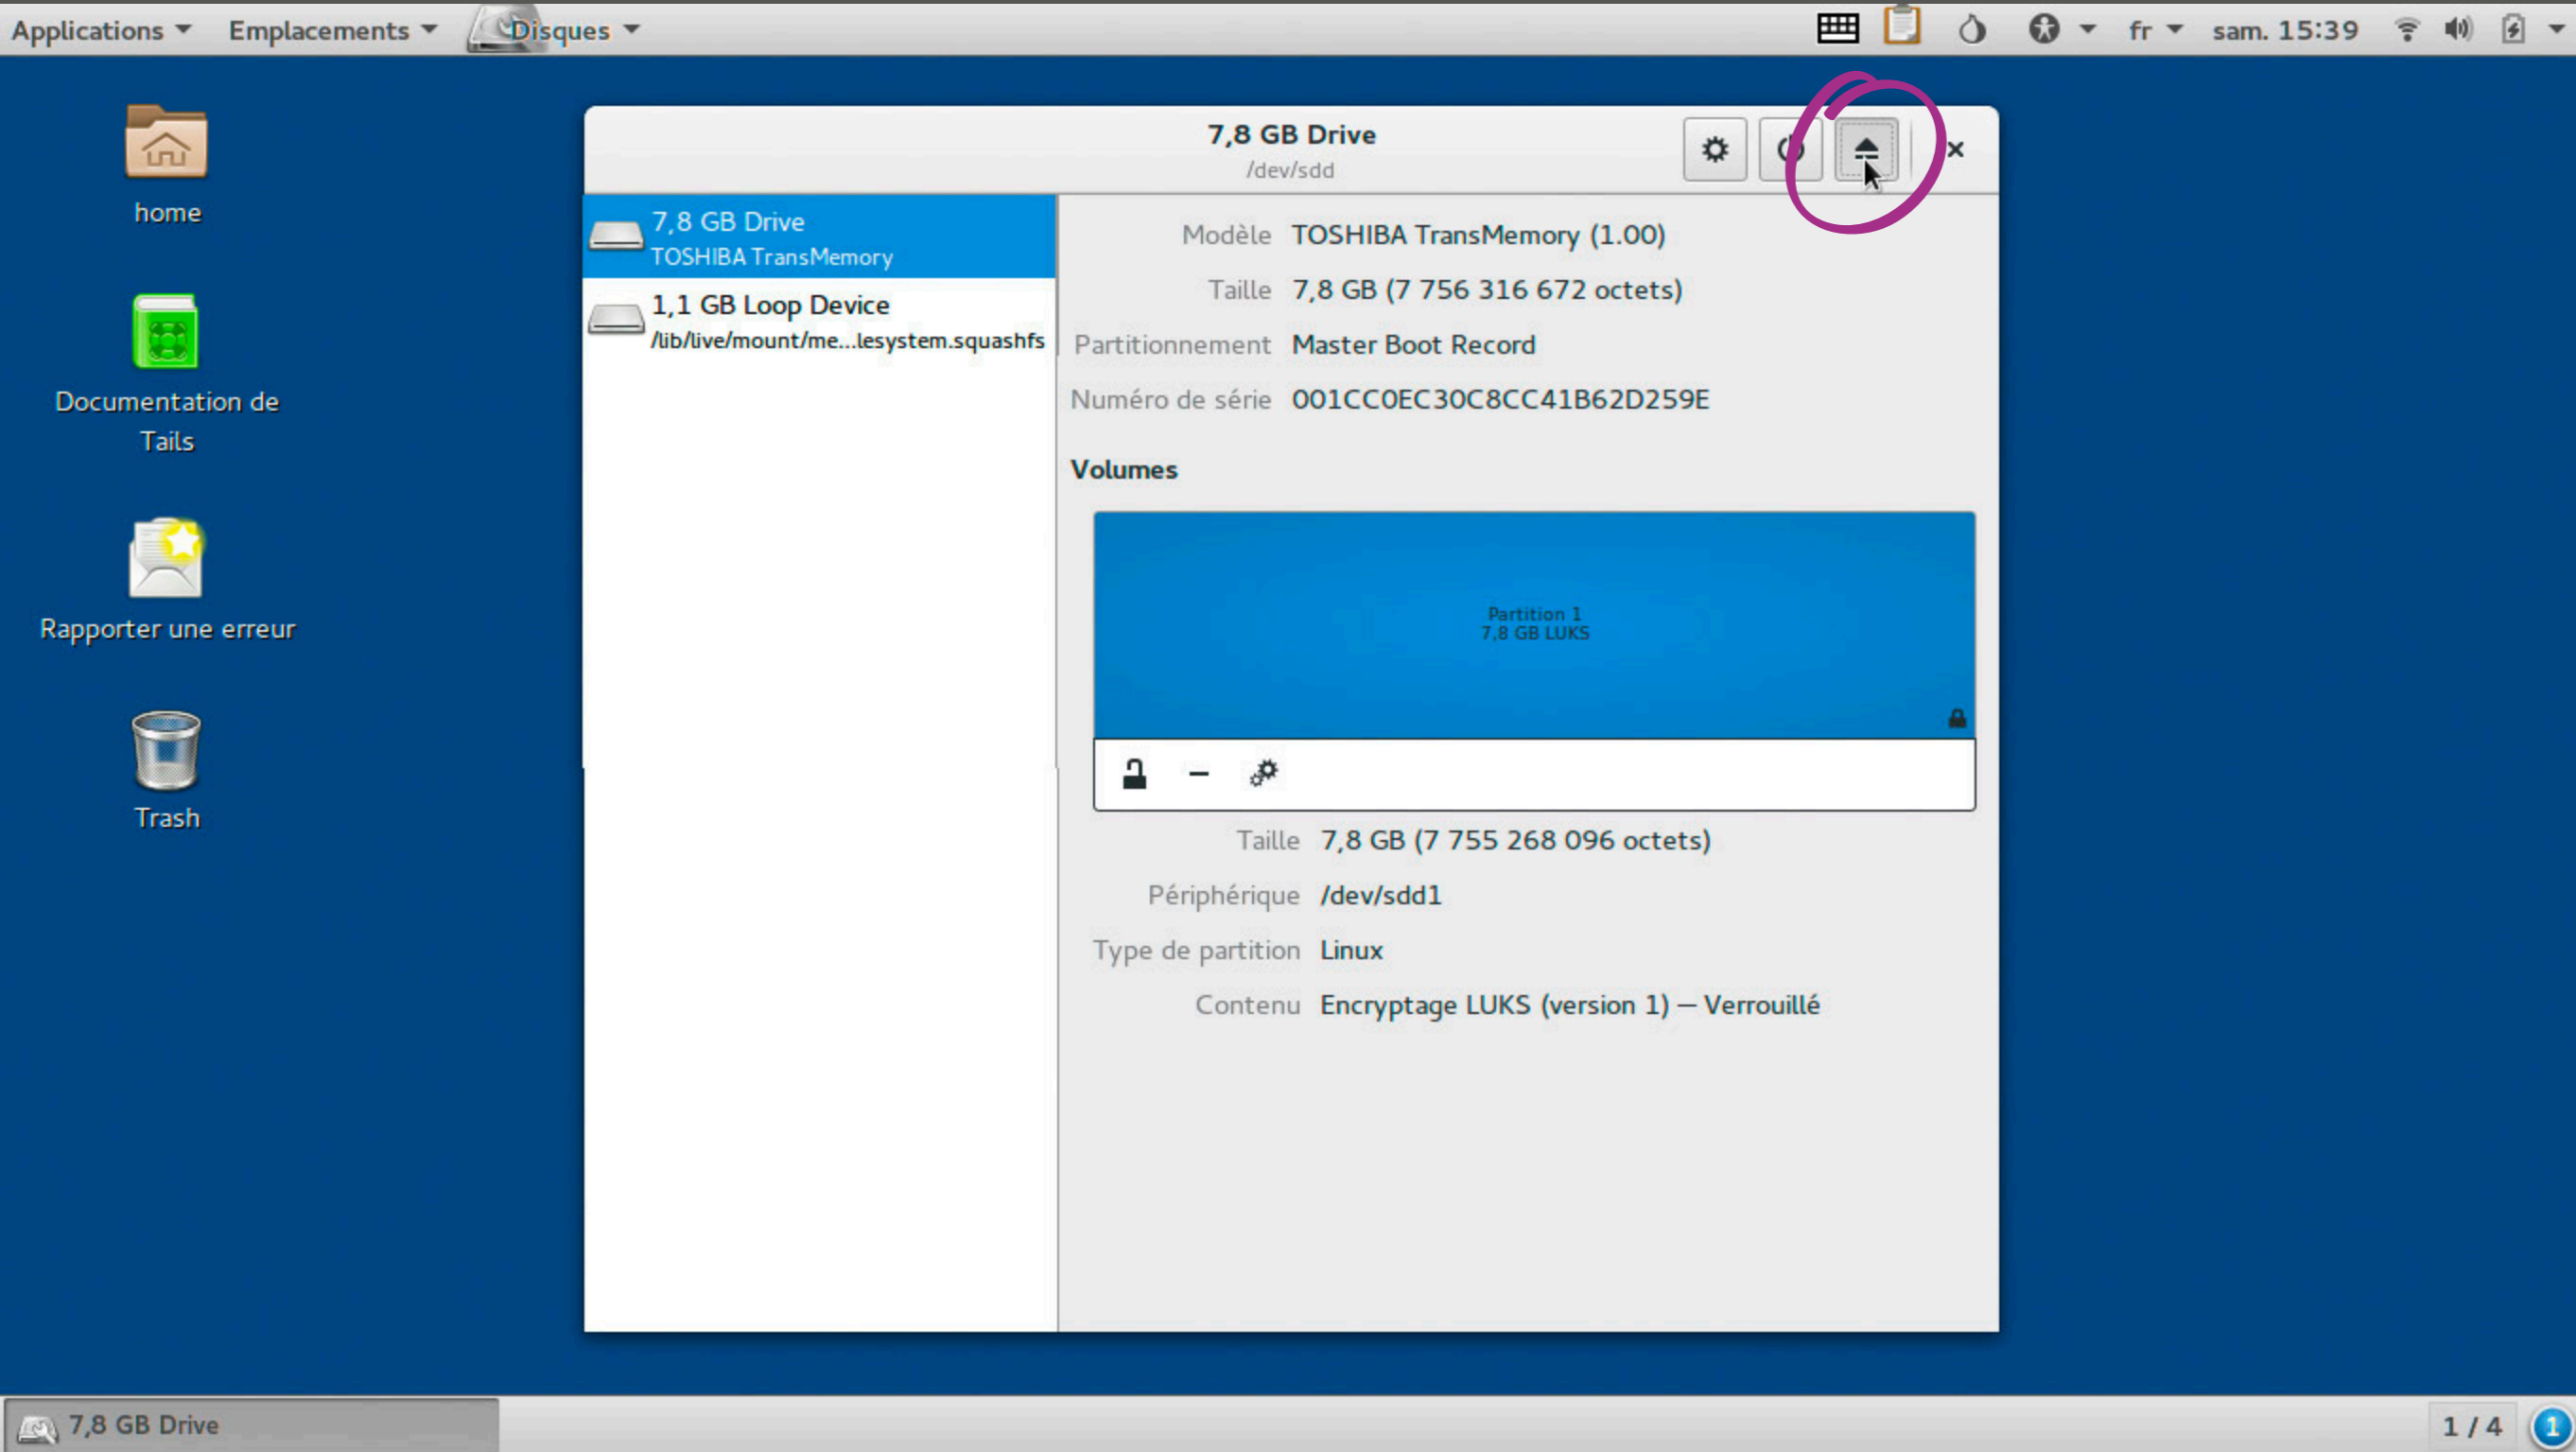 Applications Emplacements Disques fr sam. 15:39
home
Documentation de
Tails
Rapporter une erreur
Trash
7,8 GB Drive
/dev/sdd
7,8 GB Drive
TOSHIBA TransMemory
1,1 GB Loop Device
/lib/live/mount/me...lesystem.squashfs
Modèle TOSHIBA TransMemory (1.00)
Taille 7,8 GB (7 756 316 672 octets)
Partitionnement Master Boot Record
Numéro de série 001CC0EC30C8CC41B62D259E
Volumes
Partition 1
7,8 GB LUKS
Taille 7,8 GB (7 755 268 096 octets)
Périphérique /dev/sdd1
Type de partition Linux
Contenu Encryptage LUKS (version 1) — Verrouillé
7,8 GB Drive
1 / 4 1